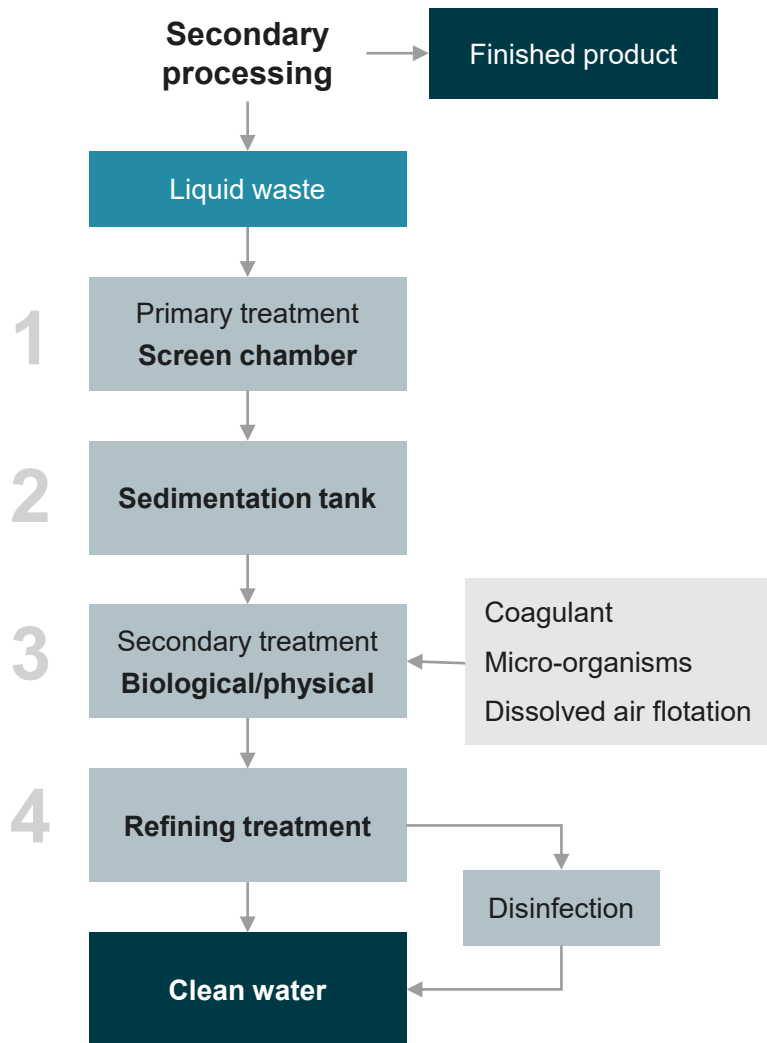 Secondary
processing
Finished product
Liquid waste
1
Primary treatment
Screen chamber
2
Sedimentation tank
3
Secondary treatment
Biological/physical
Coagulant
Micro-organisms
Dissolved air flotation
4
Refining treatment
Disinfection
Clean water